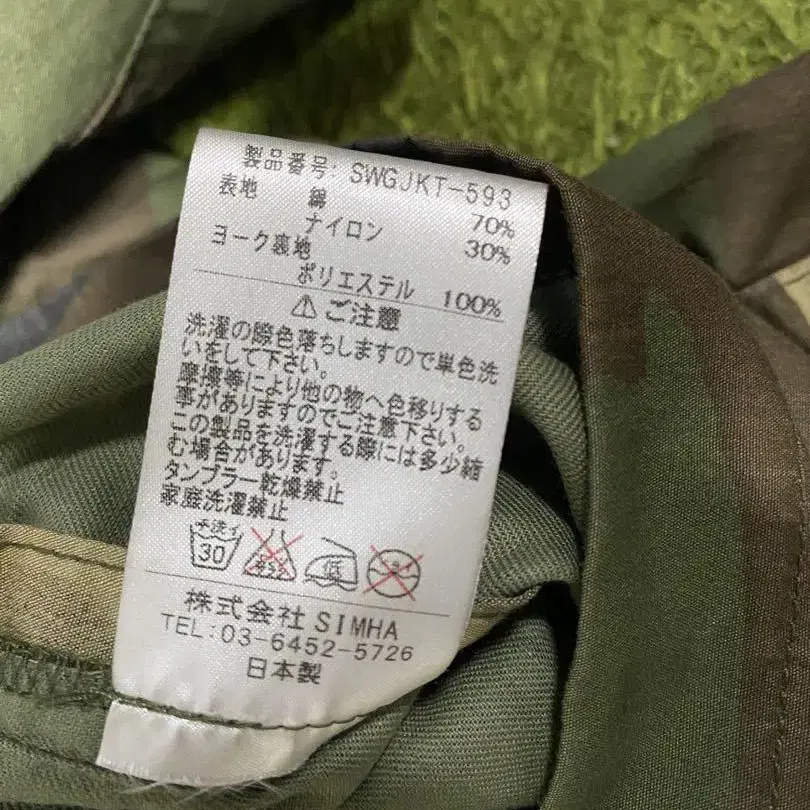 製品番号: SWGJKT-593
表地 綿 70%
ナイロン 30%
ヨーク裏地
ポリエステル 100%
⚠ご注意
洗濯の際色落ちしますので単色洗
いをして下さい。
摩擦等により他の物へ色移りする
事がありますのでご注意下さい。
この製品を洗濯する際には多少縮
む場合があります。
タンブラー乾燥禁止
家庭洗濯禁止
手洗イ
30 低
株式会社 SIMHA
TEL:03-6452-5726
日本製